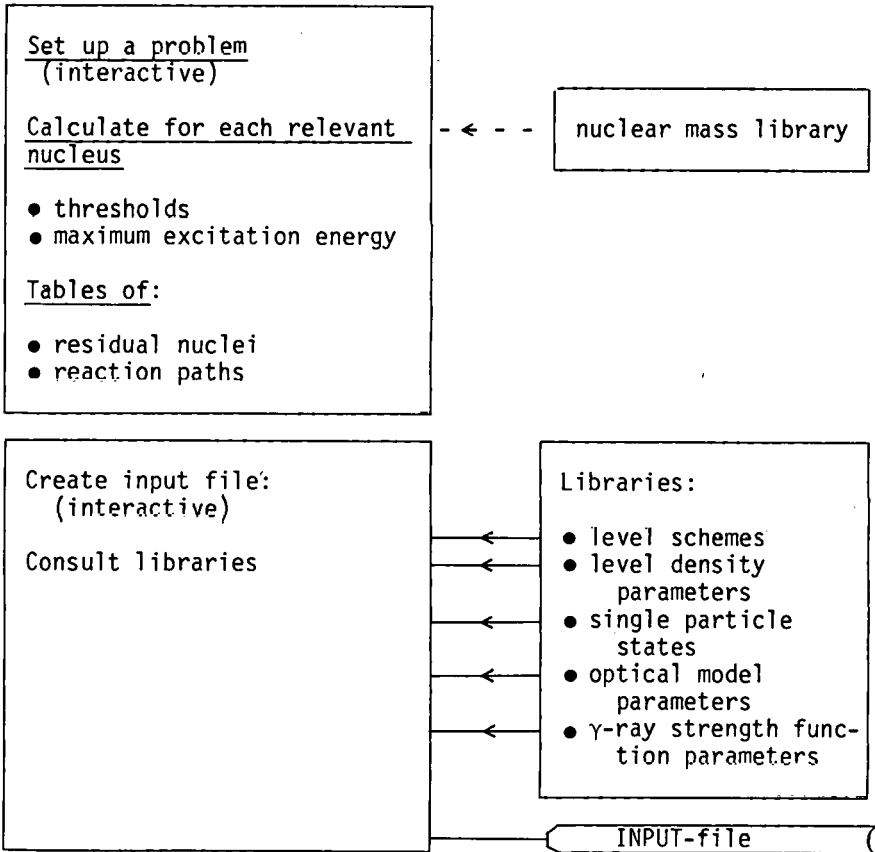 Set up a problem
(interactive)
Calculate for each relevant
nucleus
● thresholds
● maximum excitation energy
Tables of:
● residual nuclei
● reaction paths
nuclear mass library
Create input file:
(interactive)
Consult libraries
Libraries:
● level schemes
● level density
parameters
● single particle
states
● optical model
parameters
● γ-ray strength func-
tion parameters
INPUT-file